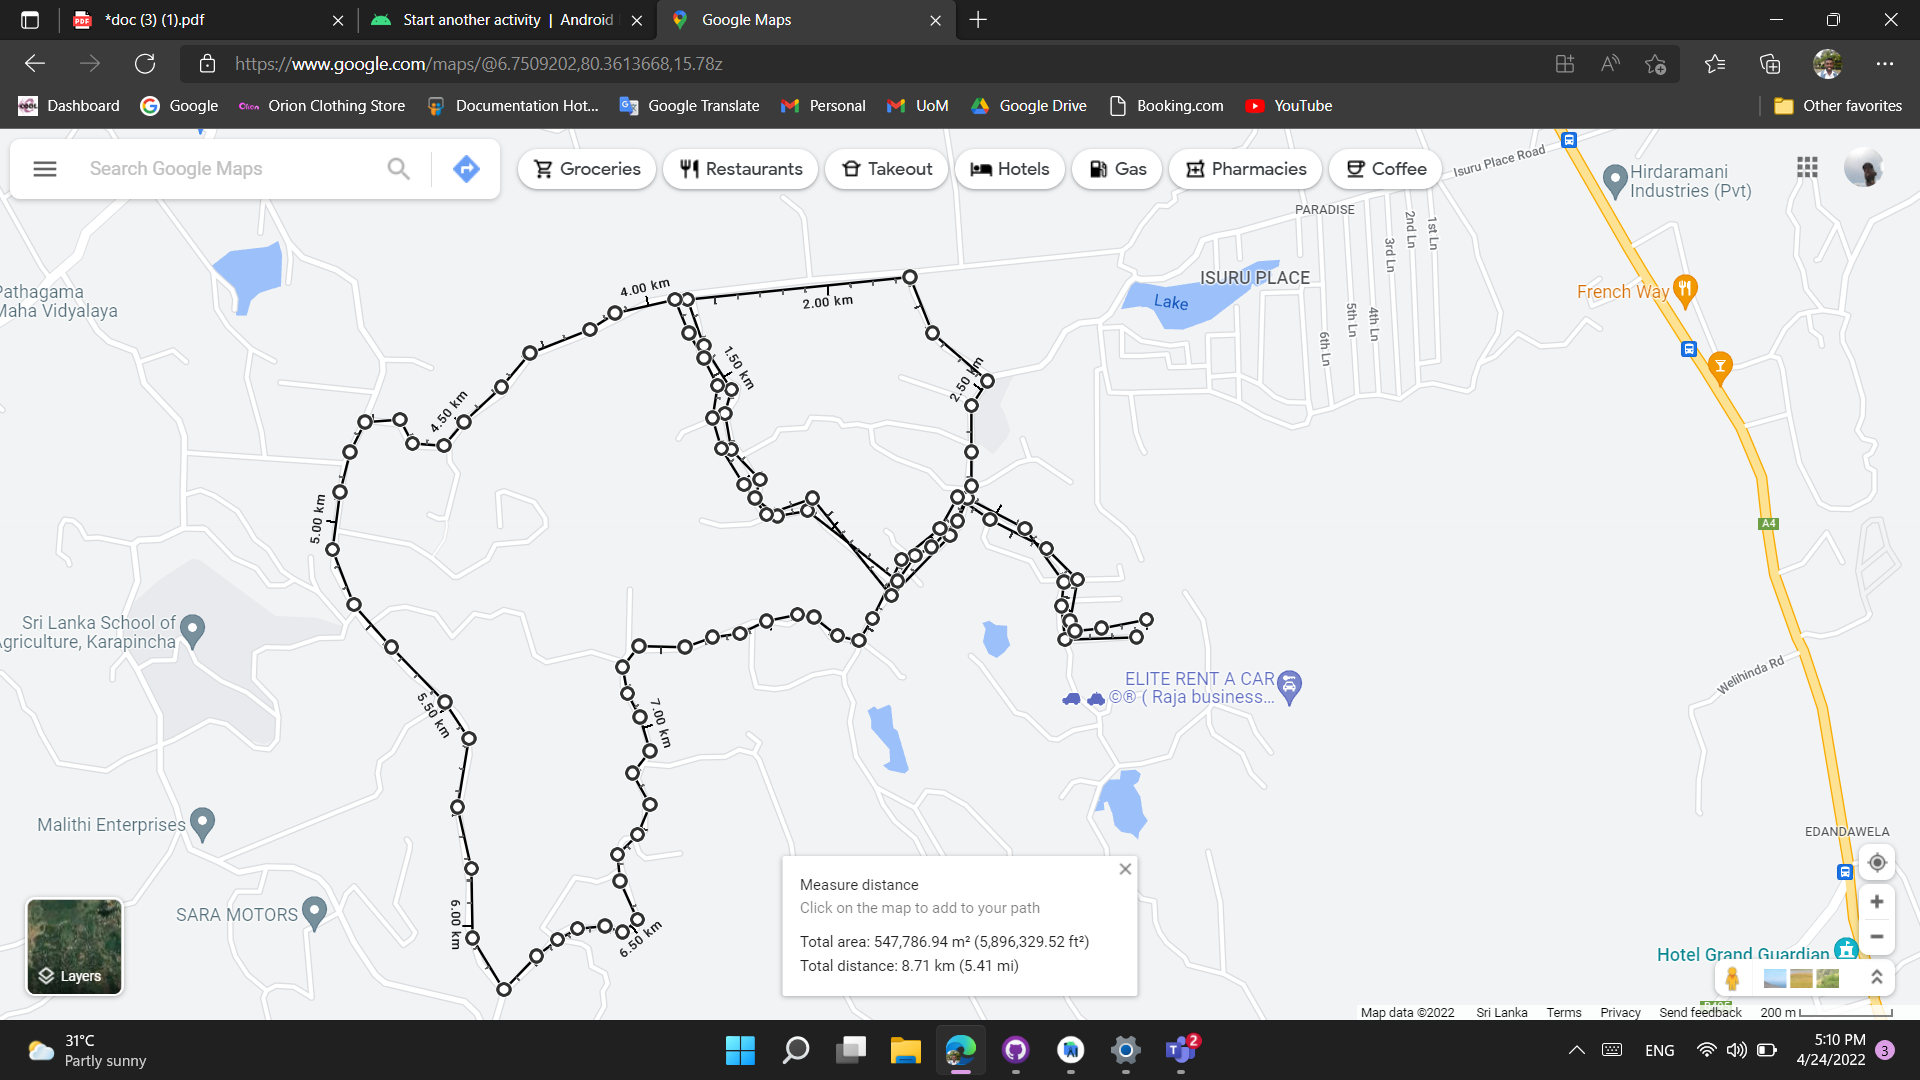 *doc (3) (1).pdf
Start another activity | Android
Google Maps
https://www.google.com/maps/@6.7509202,80.3613668,15.78z
Dashboard
Google
Orion Clothing Store
Documentation Hot...
Google Translate
Personal
UoM
Google Drive
Booking.com
YouTube
Other favorites
Search Google Maps
Groceries
Restaurants
Takeout
Hotels
Gas
Pharmacies
Coffee
Isuru Place Road
Hirdaramani
Industries (Pvt)
PARADISE
1st Ln
2nd Ln
3rd Ln
4th Ln
5th Ln
6th Ln
ISURU PLACE
Lake
French Way
Pathagama
Maha Vidyalaya
4.00 km
2.00 km
1.50 km
2.50 km
4.50 km
5.00 km
A4
Sri Lanka School of
Agriculture, Karapincha
ELITE RENT A CAR
©® ( Raja business...
Welihinda Rd
5.50 km
7.00 km
Malithi Enterprises
EDANDAWELA
SARA MOTORS
6.00 km
6.50 km
Measure distance
Click on the map to add to your path
Total area: 547,786.94 m² (5,896,329.52 ft²)
Total distance: 8.71 km (5.41 mi)
Hotel Grand Guardian
Layers
Map data ©2022
Sri Lanka
Terms
Privacy
Send feedback
200 m
31°C
Partly sunny
2
ENG
5:10 PM
4/24/2022
3